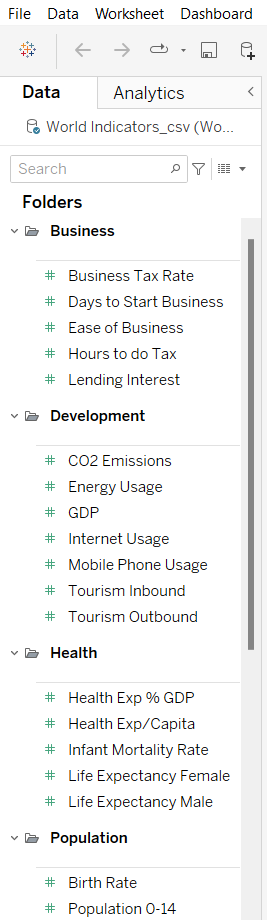 File Data Worksheet Dashboard
Data Analytics
World Indicators_csv (Wo...
Search
Folders
Business
# Business Tax Rate
# Days to Start Business
# Ease of Business
# Hours to do Tax
# Lending Interest
Development
# CO2 Emissions
# Energy Usage
# GDP
# Internet Usage
# Mobile Phone Usage
# Tourism Inbound
# Tourism Outbound
Health
# Health Exp % GDP
# Health Exp/Capita
# Infant Mortality Rate
# Life Expectancy Female
# Life Expectancy Male
Population
# Birth Rate
# Population 0-14